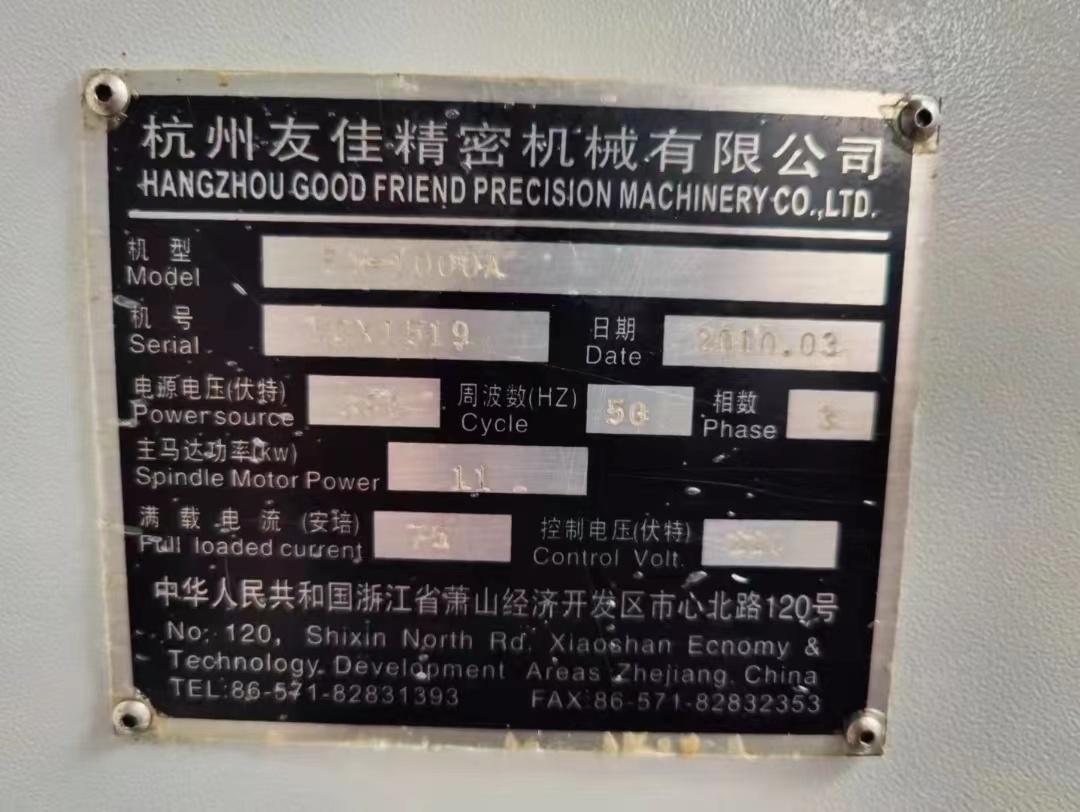 杭州友佳精密机械有限公司
HANGZHOU GOOD FRIEND PRECISION MACHINERY CO.,LTD.
机 型
Model
机 号 日期 2010.03
Serial Date
电源电压(伏特) 周波数(HZ) 50 相数 3
Power source Cycle Phase
主马达功率(kw) 11
Spindle Motor Power
满 载 电 流 (安培) 控制电压(伏特)
Full loaded current Control Volt.
中华人民共和国浙江省萧山经济开发区市心北路120号
No: 120, Shixin North Rd. Xiaoshan Ecnomy &
Technology. Development Areas Zhejiang. China
TEL:86-571-82831393 FAX:86-571-82832353